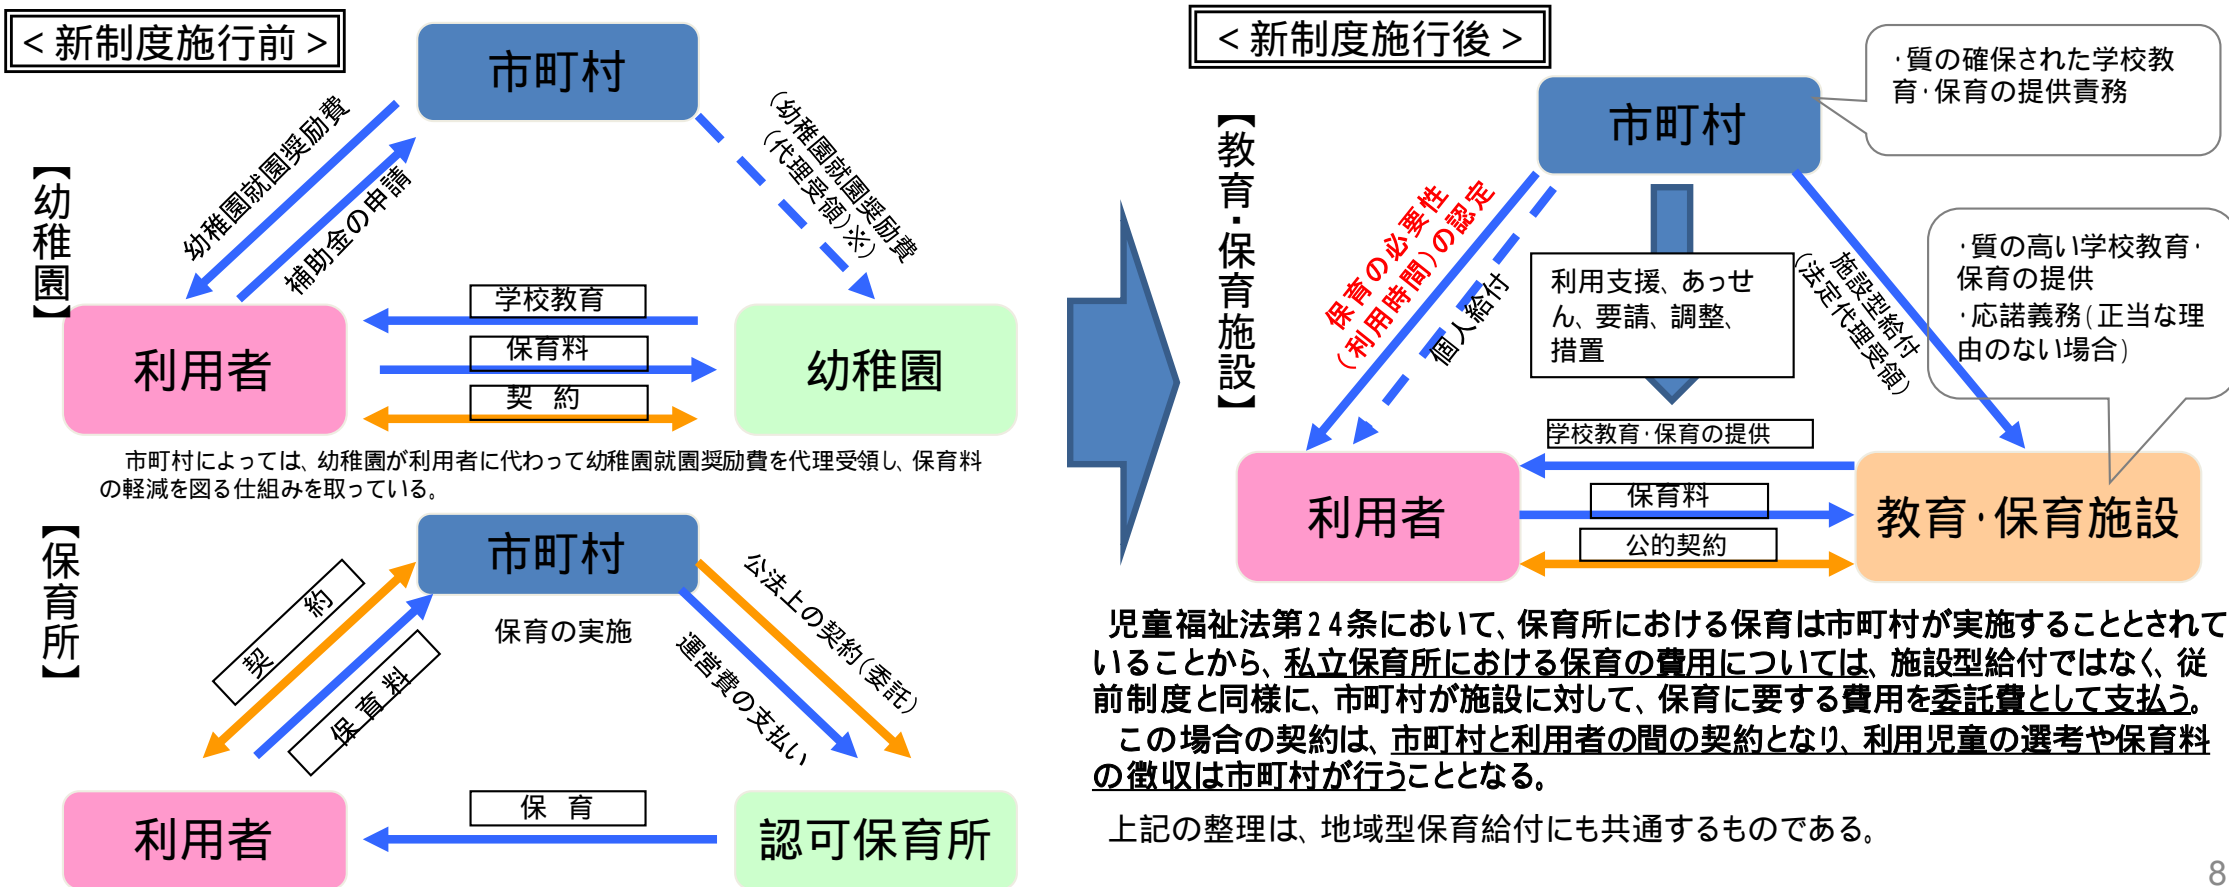 ＜新制度施行前＞
【幼稚園】
市町村
幼稚園就園奨励費
補助金の申請
（幼稚園就園奨励費
（代理受領）※）
利用者
学校教育
保育料
契 約
幼稚園
市町村によっては、幼稚園が利用者に代わって幼稚園就園奨励費を代理受領し、保育料
の軽減を図る仕組みを取っている。
【保育所】
市町村
契 約
保育料
保育の実施
公法上の契約（委託）
運営費の支払い
利用者
保 育
認可保育所
＜新制度施行後＞
【教育・保育施設】
市町村
・質の確保された学校教
育・保育の提供責務
保育の必要性
（利用時間）の認定
個人給付
利用支援、あっせ
ん、要請、調整、
措置
施設型給付
（法定代理受領）
・質の高い学校教育・
保育の提供
・応諾義務（正当な理
由のない場合）
学校教育・保育の提供
保育料
公的契約
利用者
教育・保育施設
児童福祉法第24条において、保育所における保育は市町村が実施することとされて
いることから、私立保育所における保育の費用については、施設型給付ではなく、従
前制度と同様に、市町村が施設に対して、保育に要する費用を委託費として支払う。
この場合の契約は、市町村と利用者の間の契約となり、利用児童の選考や保育料
の徴収は市町村が行うこととなる。
上記の整理は、地域型保育給付にも共通するものである。
8